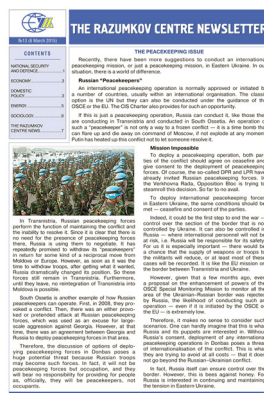 THE RAZUMKOV CENTRE NEWSLETTER
№13 (6 March 2015)
CONTENTS
NATIONAL SECURITY
AND DEFENCE
ECONOMY
DOMESTIC
POLICY
ENERGY
SOCIOLOGY
RAZUMKOV
CENTRE NEWS
THE PEACEKEEPING ISSUE
Recently, there have been more suggestions to conduct an internationa
peacekeeping mission, or just a peacekeeping mission, in Eastern Ukraine. In ou
situation, there is a world of difference.
Russian "Peacekeepers"
An international peacekeeping operation is normally approved or initiated b
a number of countries, usually within an international organisation. The classi
option is the UN but they can also be conducted under the guidance of th
OSCE or the EU. The CIS Charter also provides for such an opportunity.
If this is just a peacekeeping operation, Russia can conduct it, like those the
are conducting in Transnistria and conducted in South Ossetia. An operation o
such a "peacekeeper" is not only a way to a frozen conflict — it is a time bomb tha
can flare up and die away on command of Moscow, if not explode at any momen
Putin has heated up this conflict not to let someone resolve it.
In Transnistria, Russian peacekeeping forces
perform the function of maintaining the conflict and
the inability to resolve it. Since it is clear that there is
no need for the presence of peacekeeping forces
there, Russia is using them to negotiate. It has
repeatedly promised to withdraw its "peacekeepers"
in return for some kind of a reciprocal move from
Moldova or Europe. However, as soon as it was the
time to withdraw troops, after getting what it wanted,
Russia dramatically changed its position. So these
forces still remain in Transnistria. Furthermore,
until they leave, no reintegration of Transnistria into
Moldova is possible.
South Ossetia is another example of how Russian
peacekeepers can operate. First, in 2008, they pro-
voked a conflict. Then, there was an either provo-
ked or pretended attack at Russian peacekeeping
forces, which was used as an excuse for large-
scale aggression against Georgia. However, at that
time, there was an agreement between Georgia and
Russia to deploy peacekeeping forces in that area.
Therefore, the discussion of options of deplo-
ying peacekeeping forces in Donbas poses a
huge potential threat because Russian troops
may become such forces. In fact, it will not be
peacekeeping forces but occupation, and they
will bear no responsibility for providing for people
as, officially, they will be peacekeepers, not
occupants.
Mission Impossible
To deploy a peacekeeping operation, both par
ties of the conflict should agree on ceasefire an
give consent to the deployment of peacekeepin
forces. Of course, the so-called DPR and LPR hav
already invited Russian peacekeeping forces. I
the Verkhovna Rada, Opposition Bloc is trying t
steamroll this decision. So far to no avail.
To deploy international peacekeeping force
in Eastern Ukraine, the same conditions should b
met: ceasefire and consent of the parties.
Indeed, it could be the first step to end the war —
control over the section of the border that is no
controlled by Ukraine. It can also be controlled i
Russia — where international personnel will not b
at risk, i.e. Russia will be responsible for its safety
For us it is especially important — there would b
a chance that the supply of weapons or troops t
the militants will reduce, or at least most of thes
cases will be recorded. It is like the EU mission o
the border between Transnistria and Ukraine.
However, given that a few months ago, eve
a proposal on the enhancement of powers of th
OSCE Special Monitoring Mission to monitor all th
area of the Ukrainian-Russian border was rejecte
by Russia, the likelihood of conducting such a
operation — even if it is initiated by the OSCE o
the EU — is extremely low.
Therefore, it makes no sense to consider suc
scenarios. One can hardly imagine that this is wha
Russia and its puppets are interested in. Withou
Russia's consent, deployment of any internationa
peacekeeping operations in Donbas poses a threa
of internationalisation of the conflict. This is wha
they are trying to avoid at all costs — that it doe
not go beyond the Russian-Ukrainian conflict.
In fact, Russia itself can ensure control over th
border. However, this is bases against honey. For
Russia is interested in continuing and maintainin
the tension in Eastern Ukraine.